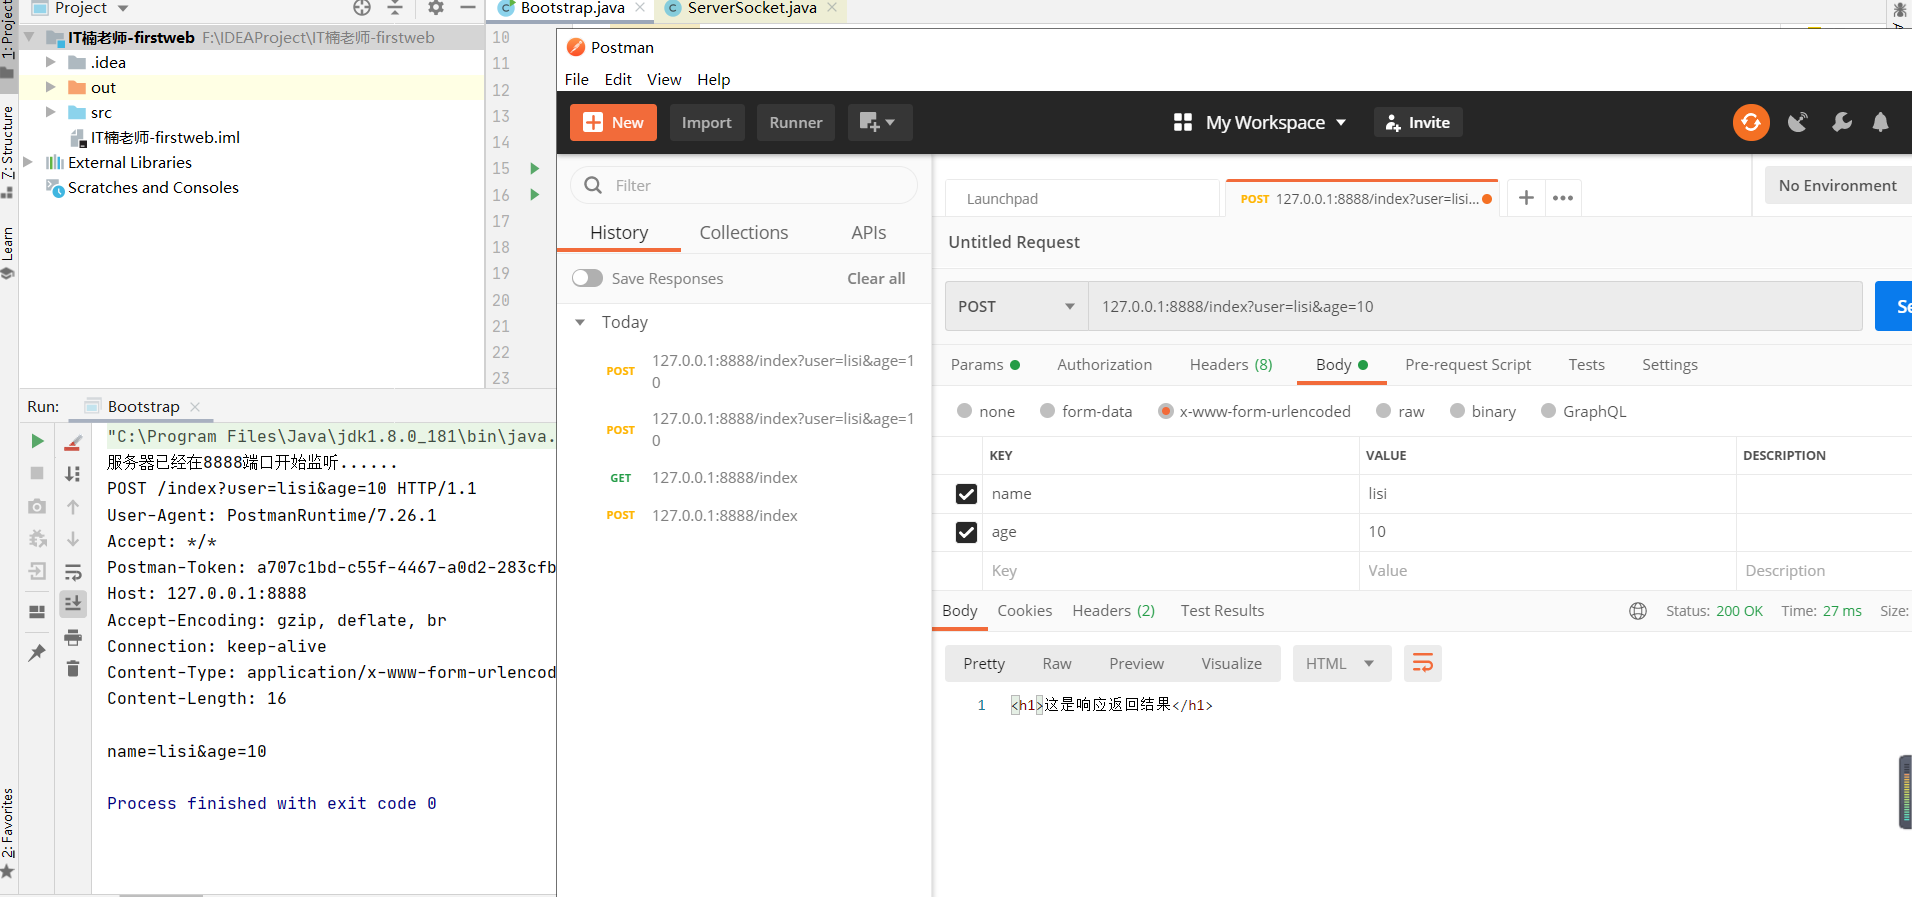 Project
Bootstrap.java
ServerSocket.java
1: Project
Z: Structure
Learn
2: Favorites
IT楠老师-firstweb F:\IDEAProject\IT楠老师-firstweb
.idea
out
src
IT楠老师-firstweb.iml
External Libraries
Scratches and Consoles
10
11
12
13
14
15
16
17
18
19
20
21
22
23
Run: Bootstrap
"C:\Program Files\Java\jdk1.8.0_181\bin\java.
服务器已经在8888端口开始监听......
POST /index?user=lisi&age=10 HTTP/1.1
User-Agent: PostmanRuntime/7.26.1
Accept: */*
Postman-Token: a707c1bd-c55f-4467-a0d2-283cfb
Host: 127.0.0.1:8888
Accept-Encoding: gzip, deflate, br
Connection: keep-alive
Content-Type: application/x-www-form-urlencod
Content-Length: 16
name=lisi&age=10
Process finished with exit code 0
Postman
File Edit View Help
New Import Runner My Workspace Invite
Filter
History Collections APIs
Save Responses Clear all
Today
POST 127.0.0.1:8888/index?user=lisi&age=1
0
POST 127.0.0.1:8888/index?user=lisi&age=1
0
GET 127.0.0.1:8888/index
POST 127.0.0.1:8888/index
Launchpad POST 127.0.0.1:8888/index?user=lisi... No Environment
Untitled Request
POST 127.0.0.1:8888/index?user=lisi&age=10 Se
Params Authorization Headers (8) Body Pre-request Script Tests Settings
none form-data x-www-form-urlencoded raw binary GraphQL
KEY VALUE DESCRIPTION
name lisi
age 10
Key Value Description
Body Cookies Headers (2) Test Results Status: 200 OK Time: 27 ms Size:
Pretty Raw Preview Visualize HTML
1 <h1>这是响应返回结果</h1>